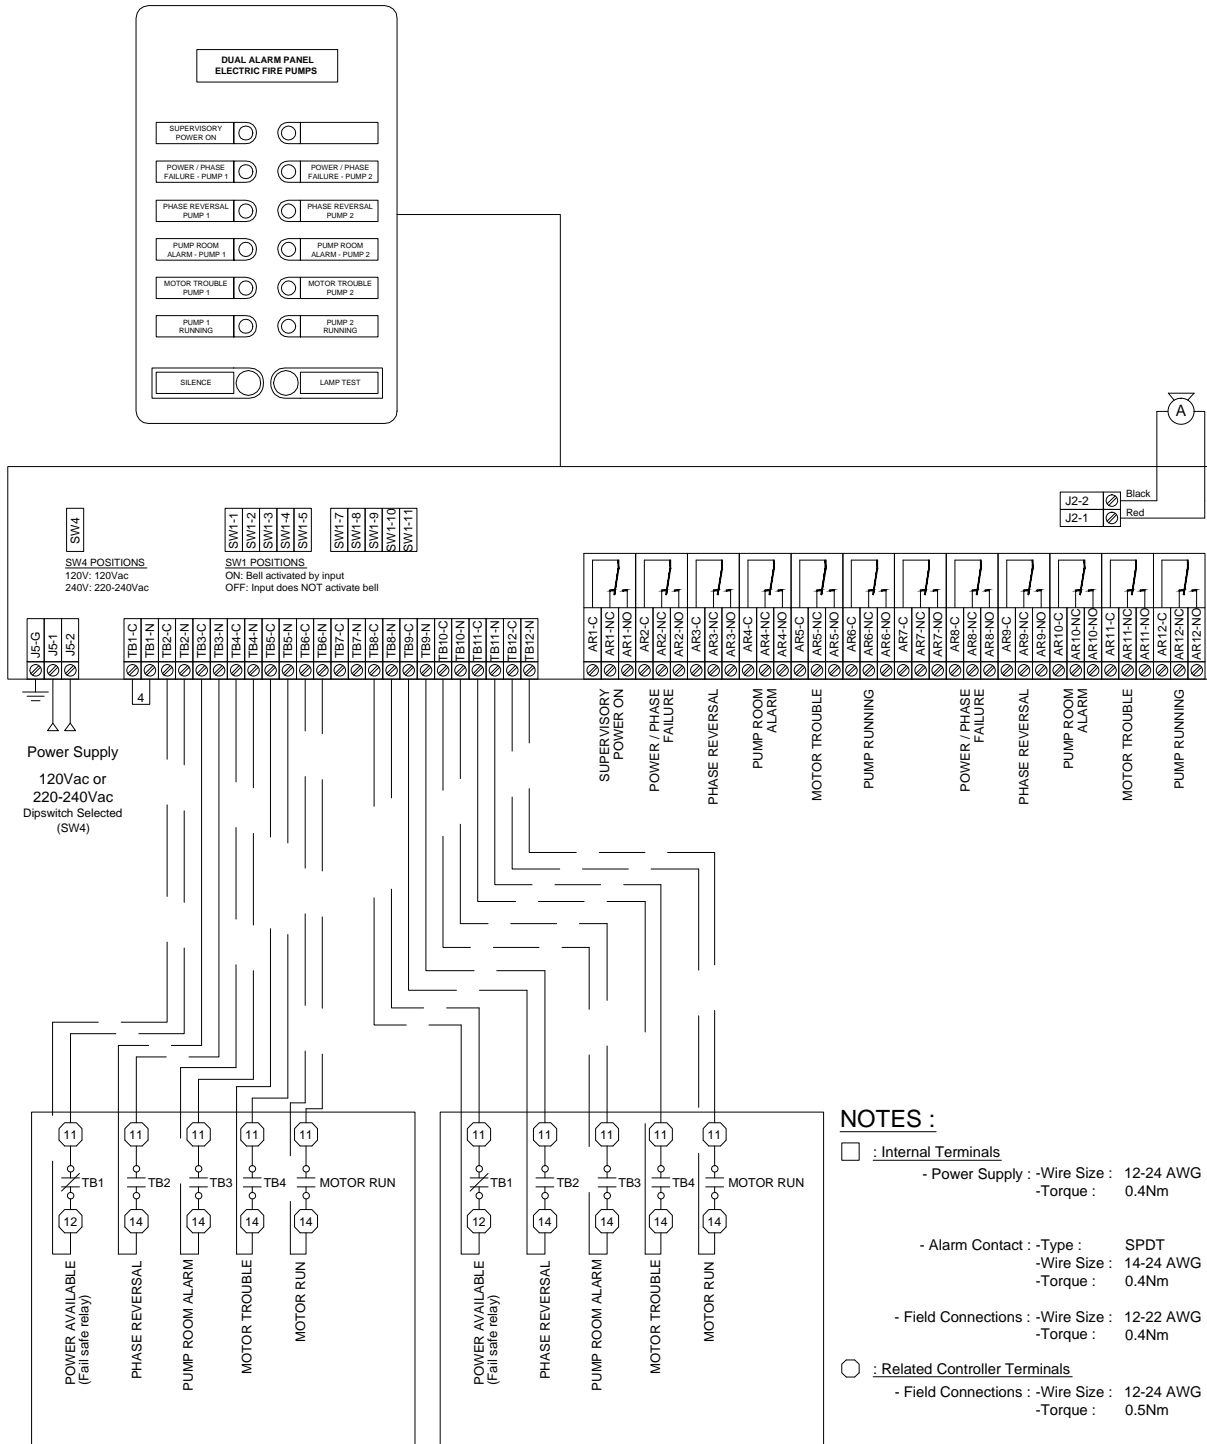 DUAL ALARM PANEL
ELECTRIC FIRE PUMPS
SUPERVISORY
POWER ON
POWER / PHASE
FAILURE - PUMP 1
POWER / PHASE
FAILURE - PUMP 2
PHASE REVERSAL
PUMP 1
PHASE REVERSAL
PUMP 2
PUMP ROOM
ALARM - PUMP 1
PUMP ROOM
ALARM - PUMP 2
MOTOR TROUBLE
PUMP 1
MOTOR TROUBLE
PUMP 2
PUMP 1
RUNNING
PUMP 2
RUNNING
SILENCE
LAMP TEST
A
J2-2
Black
J2-1
Red
SW4
SW4 POSITIONS
120V: 120Vac
240V: 220-240Vac
SW1-1
SW1-2
SW1-3
SW1-4
SW1-5
SW1-7
SW1-8
SW1-9
SW1-10
SW1-11
SW1 POSITIONS
ON: Bell activated by input
OFF: Input does NOT activate bell
J5-G
J5-1
J5-2
TB1-C
TB1-N
TB2-C
TB2-N
TB3-C
TB3-N
TB4-C
TB4-N
TB5-C
TB5-N
TB6-C
TB6-N
TB7-C
TB7-N
TB8-C
TB8-N
TB9-C
TB9-N
TB10-C
TB10-N
TB11-C
TB11-N
TB12-C
TB12-N
AR1-C
AR1-NC
AR1-NO
AR2-C
AR2-NC
AR2-NO
AR3-C
AR3-NC
AR3-NO
AR4-C
AR4-NC
AR4-NO
AR5-C
AR5-NC
AR5-NO
AR6-C
AR6-NC
AR6-NO
AR7-C
AR7-NC
AR7-NO
AR8-C
AR8-NC
AR8-NO
AR9-C
AR9-NC
AR9-NO
AR10-C
AR10-NC
AR10-NO
AR11-C
AR11-NC
AR11-NO
AR12-C
AR12-NC
AR12-NO
4
Power Supply
120Vac or
220-240Vac
Dipswitch Selected
(SW4)
SUPERVISORY
POWER ON
POWER / PHASE
FAILURE
PHASE REVERSAL
PUMP ROOM
ALARM
MOTOR TROUBLE
PUMP RUNNING
POWER / PHASE
FAILURE
PHASE REVERSAL
PUMP ROOM
ALARM
MOTOR TROUBLE
PUMP RUNNING
11
11
11
11
11
TB1
TB2
TB3
TB4
MOTOR RUN
12
14
14
14
14
POWER AVAILABLE
(Fail safe relay)
PHASE REVERSAL
PUMP ROOM ALARM
MOTOR TROUBLE
MOTOR RUN
11
11
11
11
11
TB1
TB2
TB3
TB4
MOTOR RUN
12
14
14
14
14
POWER AVAILABLE
(Fail safe relay)
PHASE REVERSAL
PUMP ROOM ALARM
MOTOR TROUBLE
MOTOR RUN
NOTES :
: Internal Terminals
- Power Supply : -Wire Size : 12-24 AWG
-Torque : 0.4Nm
- Alarm Contact : -Type : SPDT
-Wire Size : 14-24 AWG
-Torque : 0.4Nm
- Field Connections : -Wire Size : 12-22 AWG
-Torque : 0.4Nm
: Related Controller Terminals
- Field Connections : -Wire Size : 12-24 AWG
-Torque : 0.5Nm